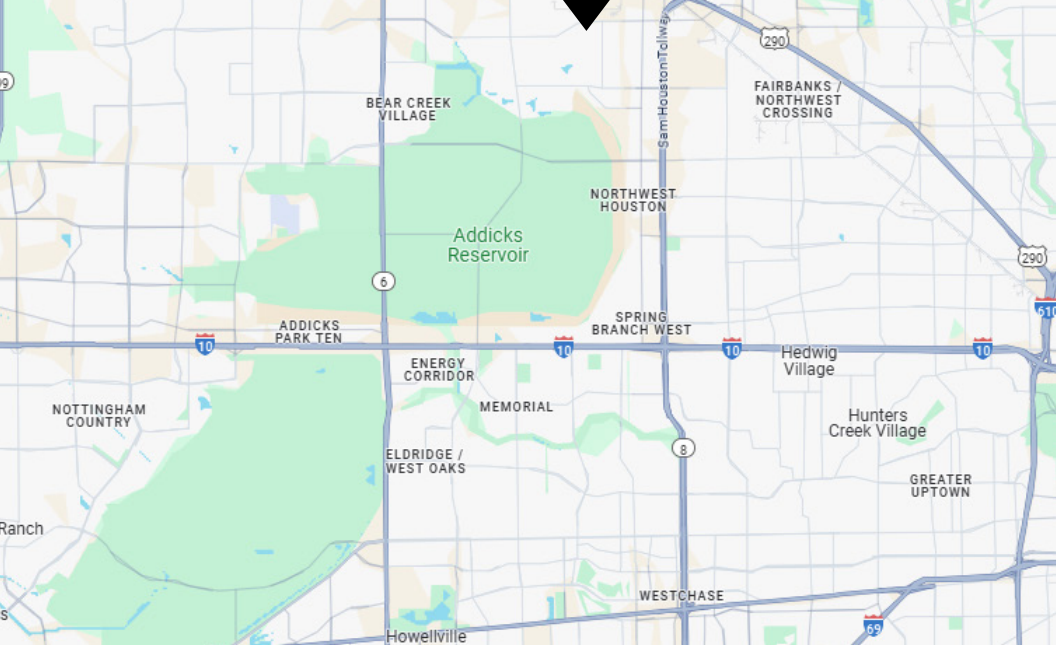 290
Sam Houston Tollway
99
FAIRBANKS /
NORTHWEST
CROSSING
BEAR CREEK
VILLAGE
NORTHWEST
HOUSTON
Addicks
Reservoir
290
6
610
SPRING
BRANCH WEST
ADDICKS
PARK TEN
10
10
10
10
Hedwig
Village
ENERGY
CORRIDOR
NOTTINGHAM
COUNTRY
MEMORIAL
Hunters
Creek Village
8
ELDRIDGE /
WEST OAKS
GREATER
UPTOWN
Ranch
WESTCHASE
s
69
Howellville